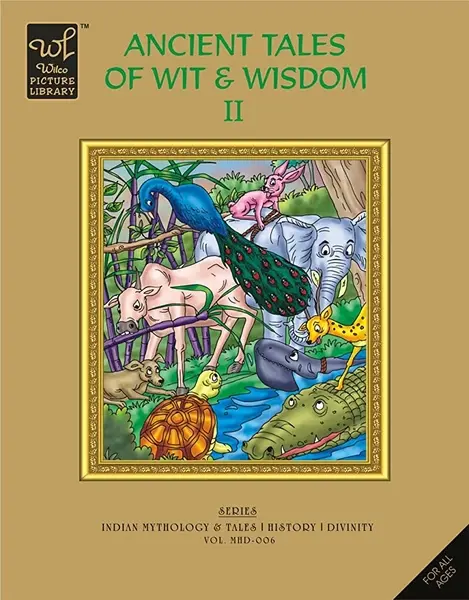 WL
TM
Wilco
PICTURE
LIBRARY
ANCIENT TALES
OF WIT & WISDOM
II
SERIES
INDIAN MYTHOLOGY & TALES | HISTORY | DIVINITY
VOL. MHD-006
FOR ALL
AGES